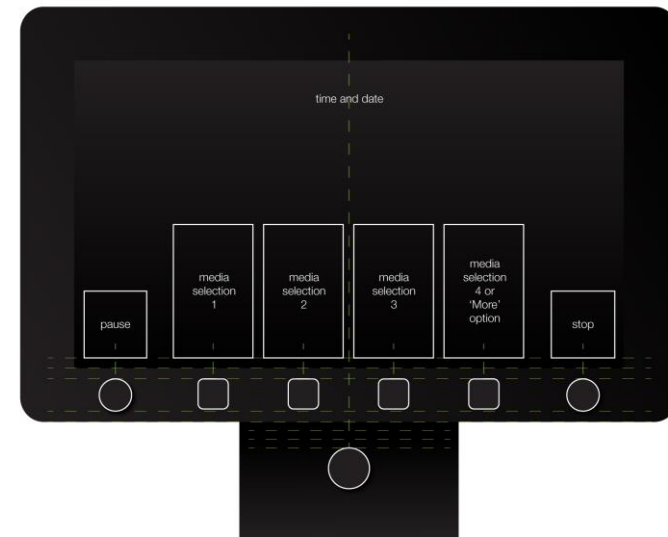 time and date
pause
media
selection
1
media
selection
2
media
selection
3
media
selection
4 or
'More'
option
stop